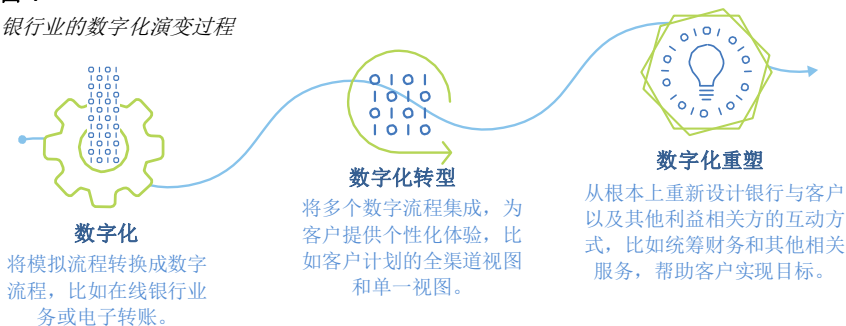 银行业的数字化演变过程
数字化
将模拟流程转换成数字
流程，比如在线银行业
务或电子转账。
数字化转型
将多个数字流程集成，为
客户提供个性化体验，比
如客户计划的全渠道视图
和单一视图。
数字化重塑
从根本上重新设计银行与客户
以及其他利益相关方的互动方
式，比如统筹财务和其他相关
服务，帮助客户实现目标。